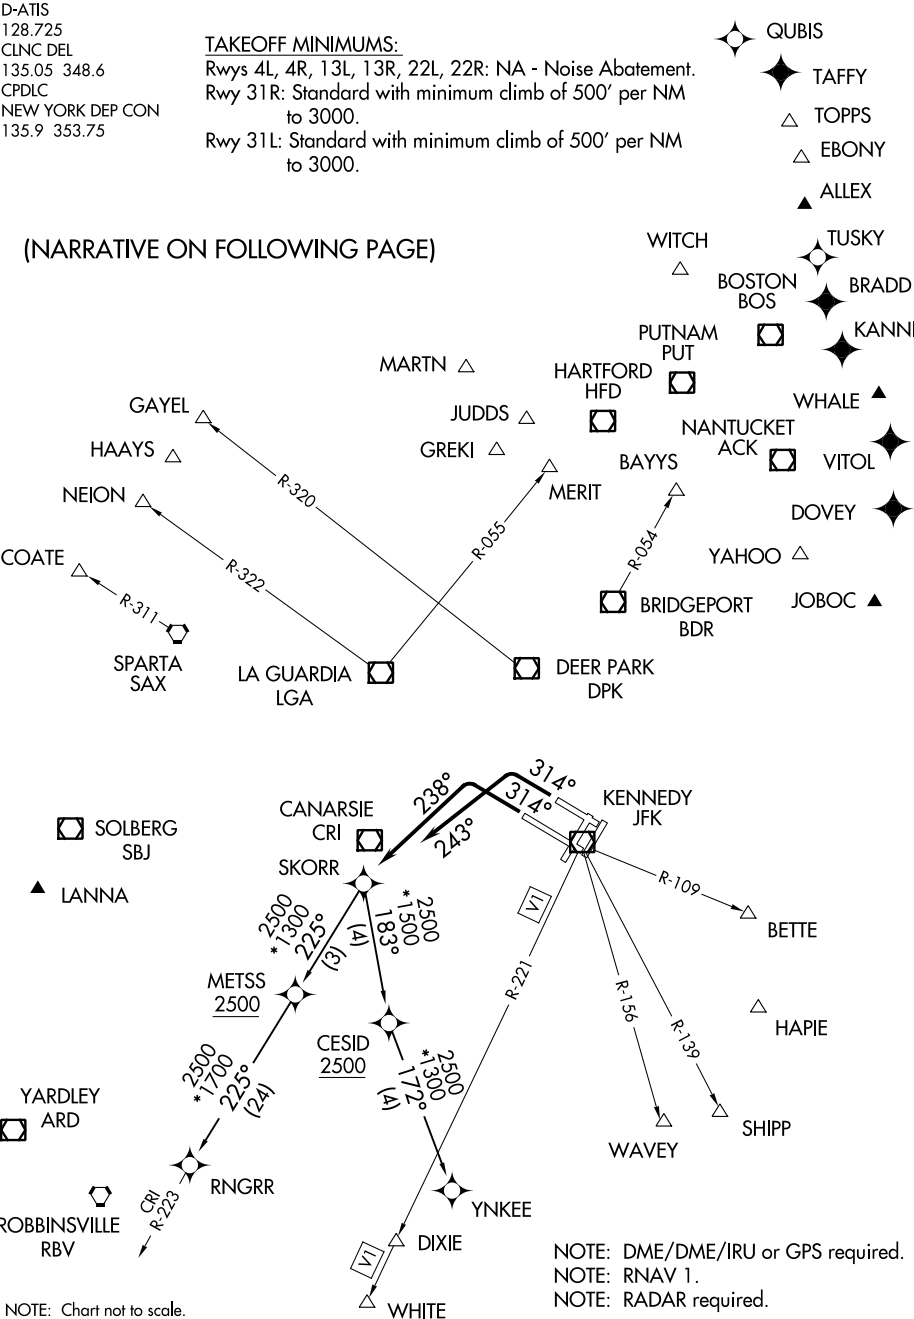 D-ATIS
128.725
CLNC DEL
135.05 348.6
CPDLC
NEW YORK DEP CON
135.9 353.75
TAKEOFF MINIMUMS:
Rwys 4L, 4R, 13L, 13R, 22L, 22R: NA - Noise Abatement.
Rwy 31R: Standard with minimum climb of 500' per NM
to 3000.
Rwy 31L: Standard with minimum climb of 500' per NM
to 3000.
QUBIS
TAFFY
TOPPS
EBONY
ALLEX
(NARRATIVE ON FOLLOWING PAGE)
WITCH
TUSKY
BOSTON
BOS
BRADD
PUTNAM
PUT
KANNI
MARTN
HARTFORD
HFD
WHALE
GAYEL
JUDDS
NANTUCKET
ACK
HAAYS
GREKI
BAYYS
VITOL
NEION
R-320
MERIT
DOVEY
R-055
R-054
COATE
R-322
YAHOO
R-311
BRIDGEPORT
BDR
JOBOC
SPARTA
SAX
LA GUARDIA
LGA
DEER PARK
DPK
314°
238°
314°
KENNEDY
JFK
CANARSIE
CRI
243°
SOLBERG
SBJ
SKORR
LANNA
R-109
V1
BETTE
2500
*1300
225°
(3)
2500
*1500
183°
(4)
METSS
2500
R-221
R-156
HAPIE
R-139
CESID
2500
2500
*1700
225°
(24)
2500
*1300
172°
(4)
YARDLEY
ARD
SHIPP
WAVEY
RNGRR
CRI
R-223
YNKEE
ROBBINSVILLE
RBV
DIXIE
V1
WHITE
NOTE: DME/DME/IRU or GPS required.
NOTE: RNAV 1.
NOTE: RADAR required.
NOTE: Chart not to scale.